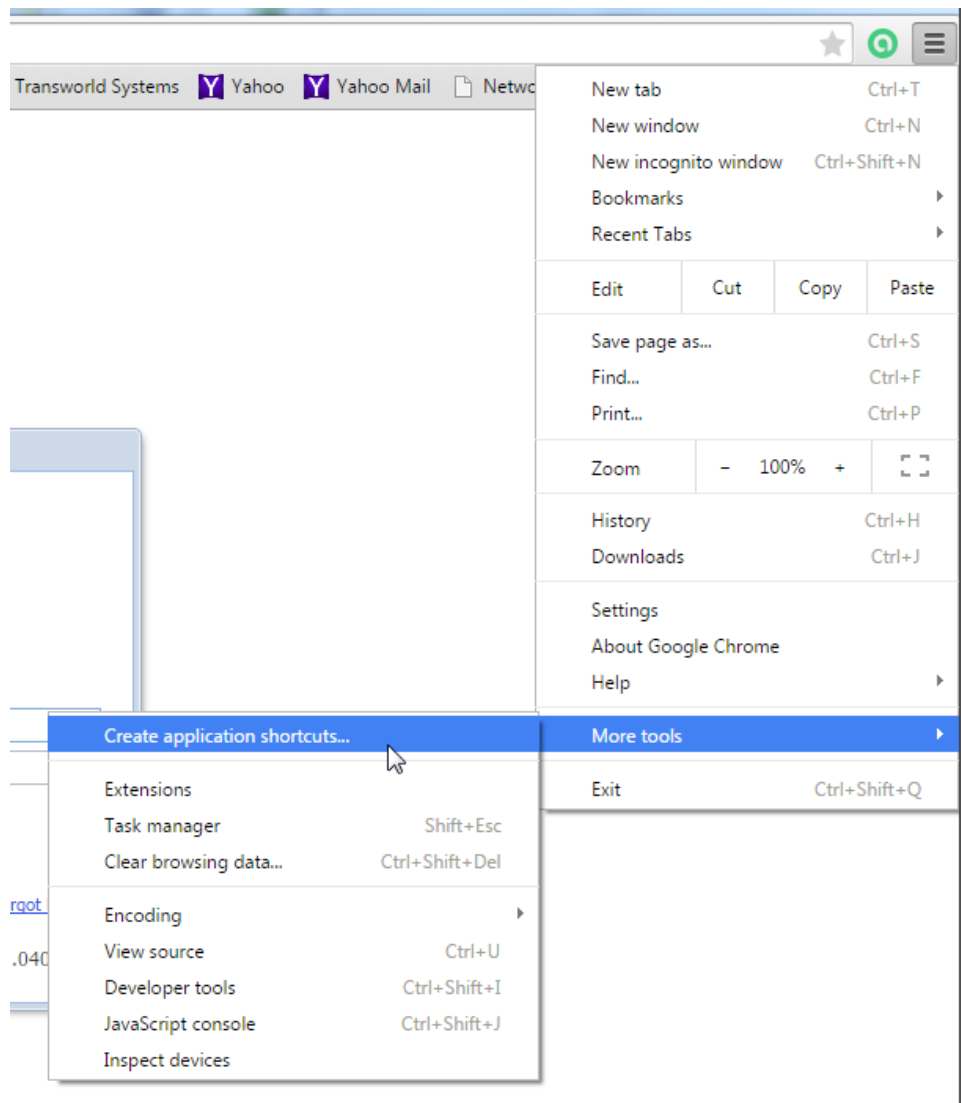 Transworld Systems Yahoo Yahoo Mail Netwo
New tab Ctrl+T
New window Ctrl+N
New incognito window Ctrl+Shift+N
Bookmarks
Recent Tabs
Edit Cut Copy Paste
Save page as... Ctrl+S
Find... Ctrl+F
Print... Ctrl+P
Zoom − 100% +
History Ctrl+H
Downloads Ctrl+J
Settings
About Google Chrome
Help
More tools
Exit Ctrl+Shift+Q
Create application shortcuts...
Extensions
Task manager Shift+Esc
Clear browsing data... Ctrl+Shift+Del
Encoding
View source Ctrl+U
Developer tools Ctrl+Shift+I
JavaScript console Ctrl+Shift+J
Inspect devices
rgot
.040